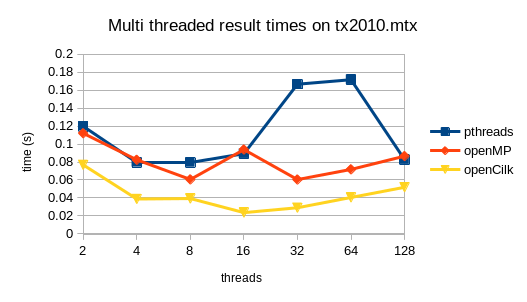 Multi threaded result times on tx2010.mtx
0.2
0.18
0.16
0.14
0.12
0.1
0.08
0.06
0.04
0.02
0
time (s)
2 4 8 16 32 64 128
threads
pthreads
openMP
openCilk